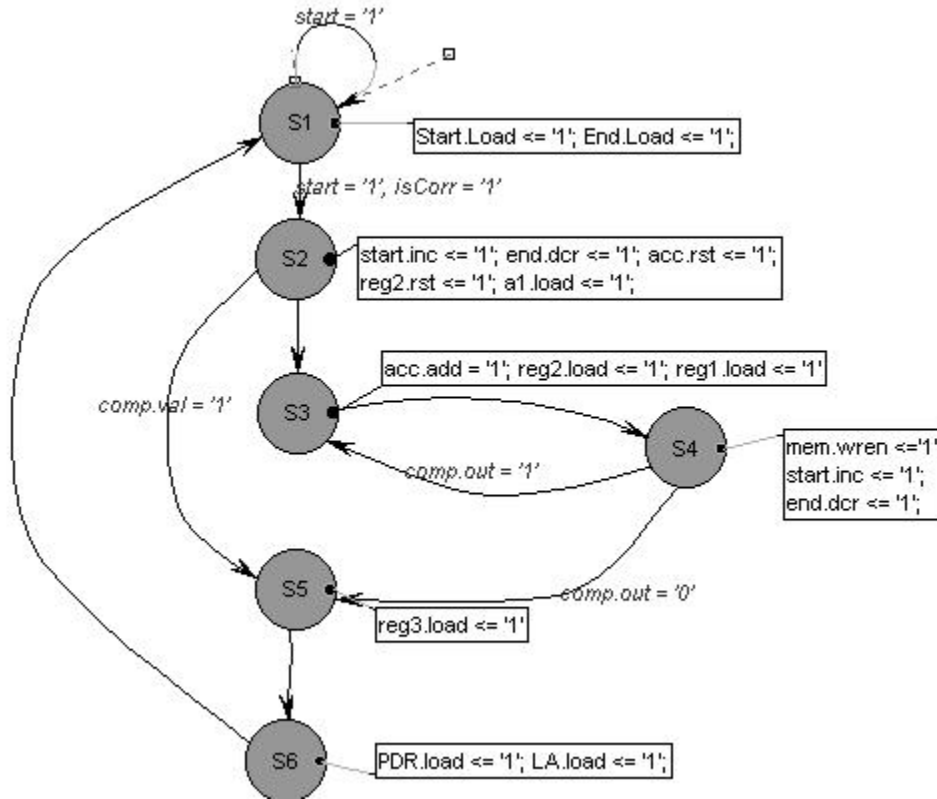 start = '1'
S1
Start.Load <= '1'; End.Load <= '1';
start = '1', isCorr = '1'
S2
start.inc <= '1'; end.dcr <= '1'; acc.rst <= '1';
reg2.rst <= '1'; a1.load <= '1';
acc.add = '1'; reg2.load <= '1'; reg1.load <= '1'
comp.val = '1'
S3
S4
mem.wren <='1'
start.inc <= '1';
end.dcr <= '1';
comp.out = '1'
S5
comp.out = '0'
reg3.load <= '1'
S6
PDR.load <= '1'; LA.load <= '1';